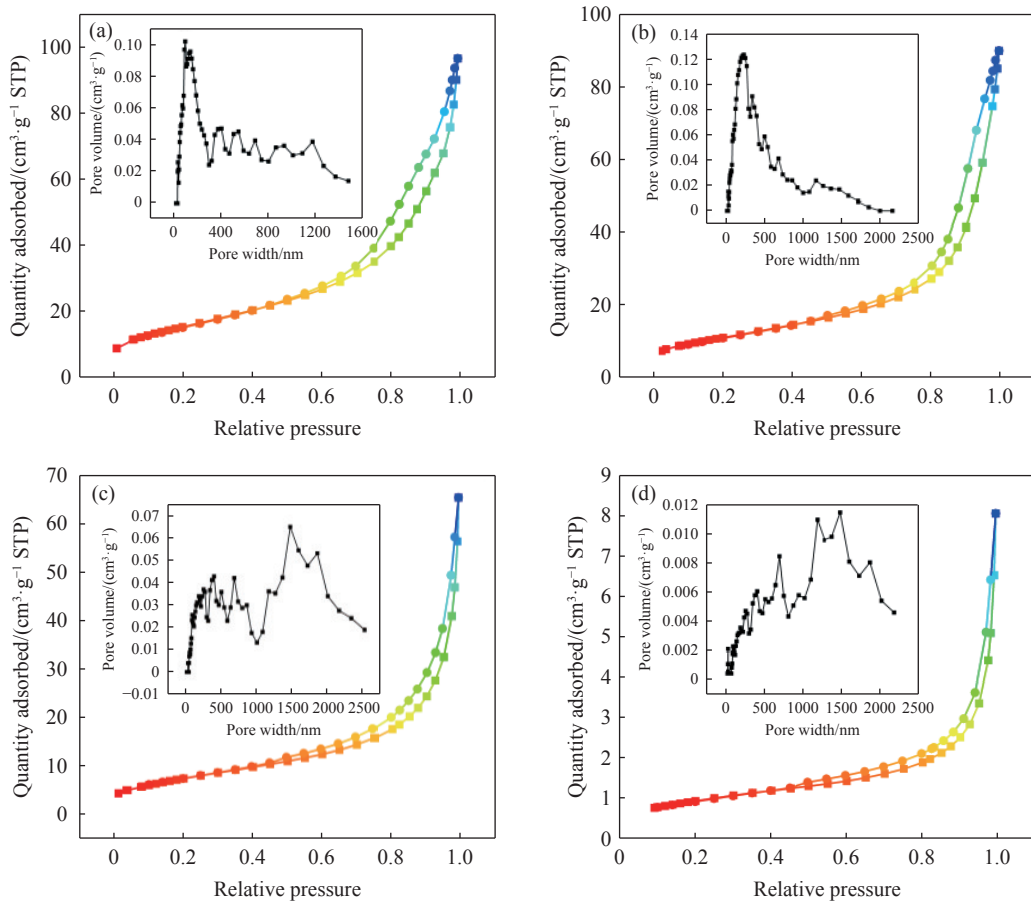 (a)
Quantity adsorbed/(cm³·g⁻¹ STP)
100
80
60
40
20
0
0 0.2 0.4 0.6 0.8 1.0
Relative pressure
Pore volume/(cm³·g⁻¹)
0.10
0.08
0.06
0.04
0.02
0
0 400 800 1200 1600
Pore width/nm
(b)
Quantity adsorbed/(cm³·g⁻¹ STP)
100
80
60
40
20
0
0 0.2 0.4 0.6 0.8 1.0
Relative pressure
Pore volume/(cm³·g⁻¹)
0.14
0.12
0.10
0.08
0.06
0.04
0.02
0
0 500 1000 1500 2000 2500
Pore width/nm
(c)
Quantity adsorbed/(cm³·g⁻¹ STP)
70
60
50
40
30
20
10
0
0 0.2 0.4 0.6 0.8 1.0
Relative pressure
Pore volume/(cm³·g⁻¹)
0.07
0.06
0.05
0.04
0.03
0.02
0.01
0
−0.01
0 500 1000 1500 2000 2500
Pore width/nm
(d)
Quantity adsorbed/(cm³·g⁻¹ STP)
9
8
7
6
5
4
3
2
1
0
0 0.2 0.4 0.6 0.8 1.0
Relative pressure
Pore volume/(cm³·g⁻¹)
0.012
0.010
0.008
0.006
0.004
0.002
0
0 500 1000 1500 2000 2500
Pore width/nm